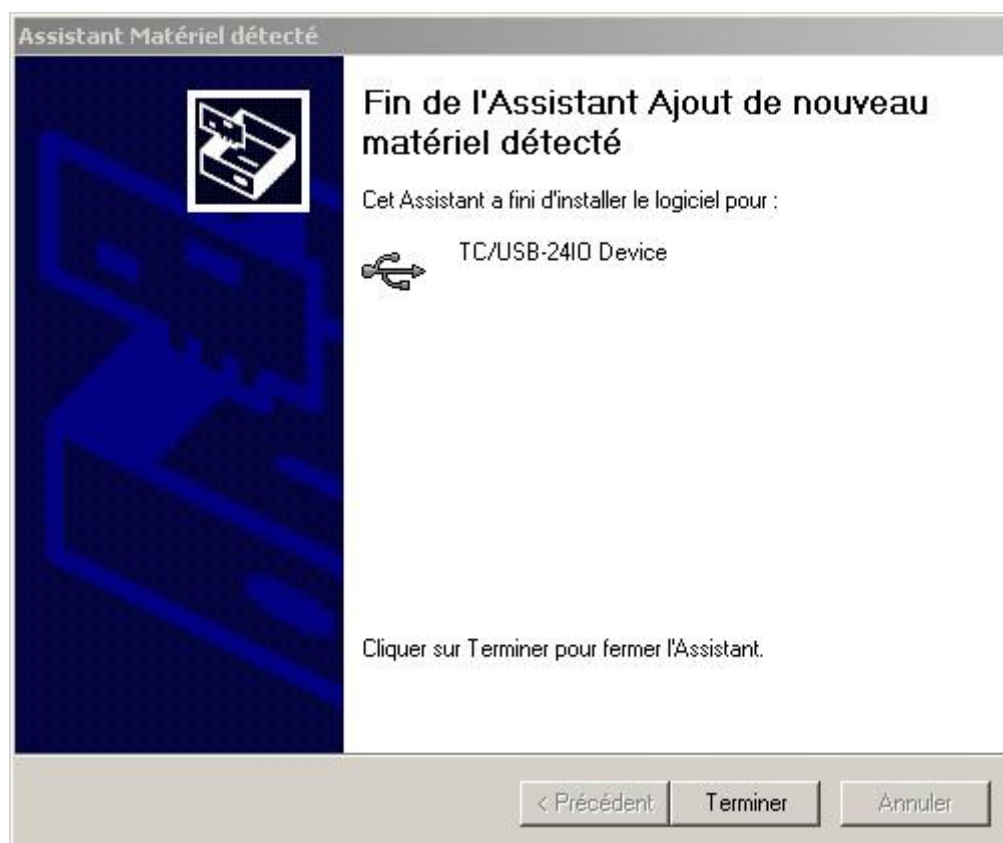 Assistant Matériel détecté
Fin de l'Assistant Ajout de nouveau
matériel détecté
Cet Assistant a fini d'installer le logiciel pour :
TC/USB-24IO Device
Cliquer sur Terminer pour fermer l'Assistant.
< Précédent Terminer Annuler